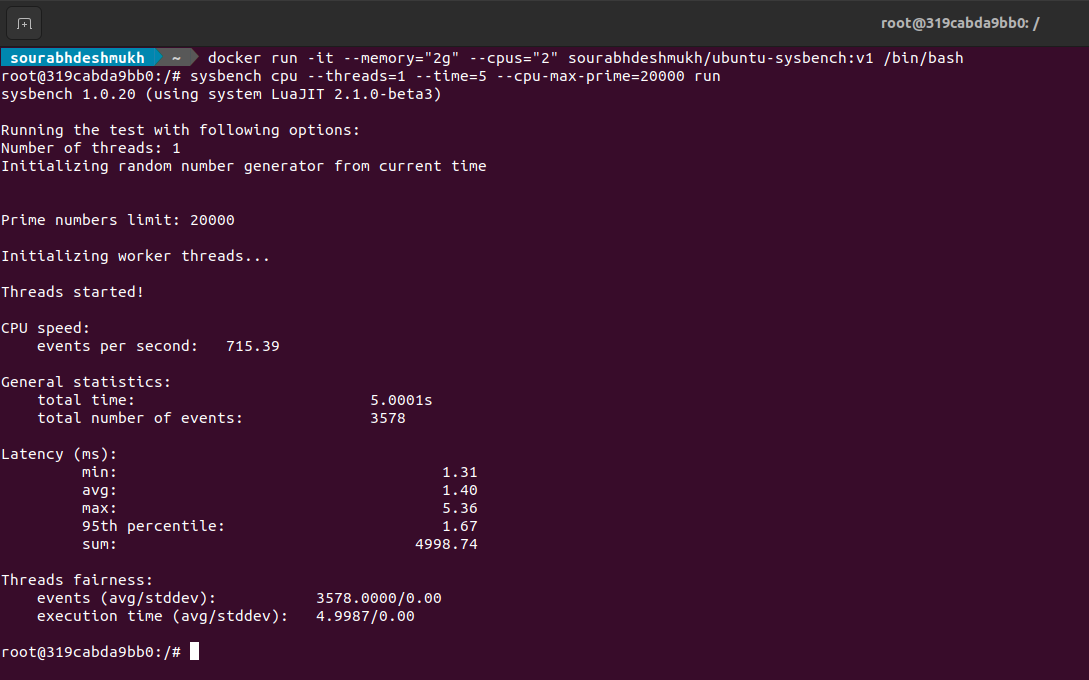 root@319cabda9bb0: /
sourabhdeshmukh ~ docker run -it --memory="2g" --cpus="2" sourabhdeshmukh/ubuntu-sysbench:v1 /bin/bash
root@319cabda9bb0:/# sysbench cpu --threads=1 --time=5 --cpu-max-prime=20000 run
sysbench 1.0.20 (using system LuaJIT 2.1.0-beta3)
Running the test with following options:
Number of threads: 1
Initializing random number generator from current time
Prime numbers limit: 20000
Initializing worker threads...
Threads started!
CPU speed:
events per second: 715.39
General statistics:
total time: 5.0001s
total number of events: 3578
Latency (ms):
min: 1.31
avg: 1.40
max: 5.36
95th percentile: 1.67
sum: 4998.74
Threads fairness:
events (avg/stddev): 3578.0000/0.00
execution time (avg/stddev): 4.9987/0.00
root@319cabda9bb0:/#